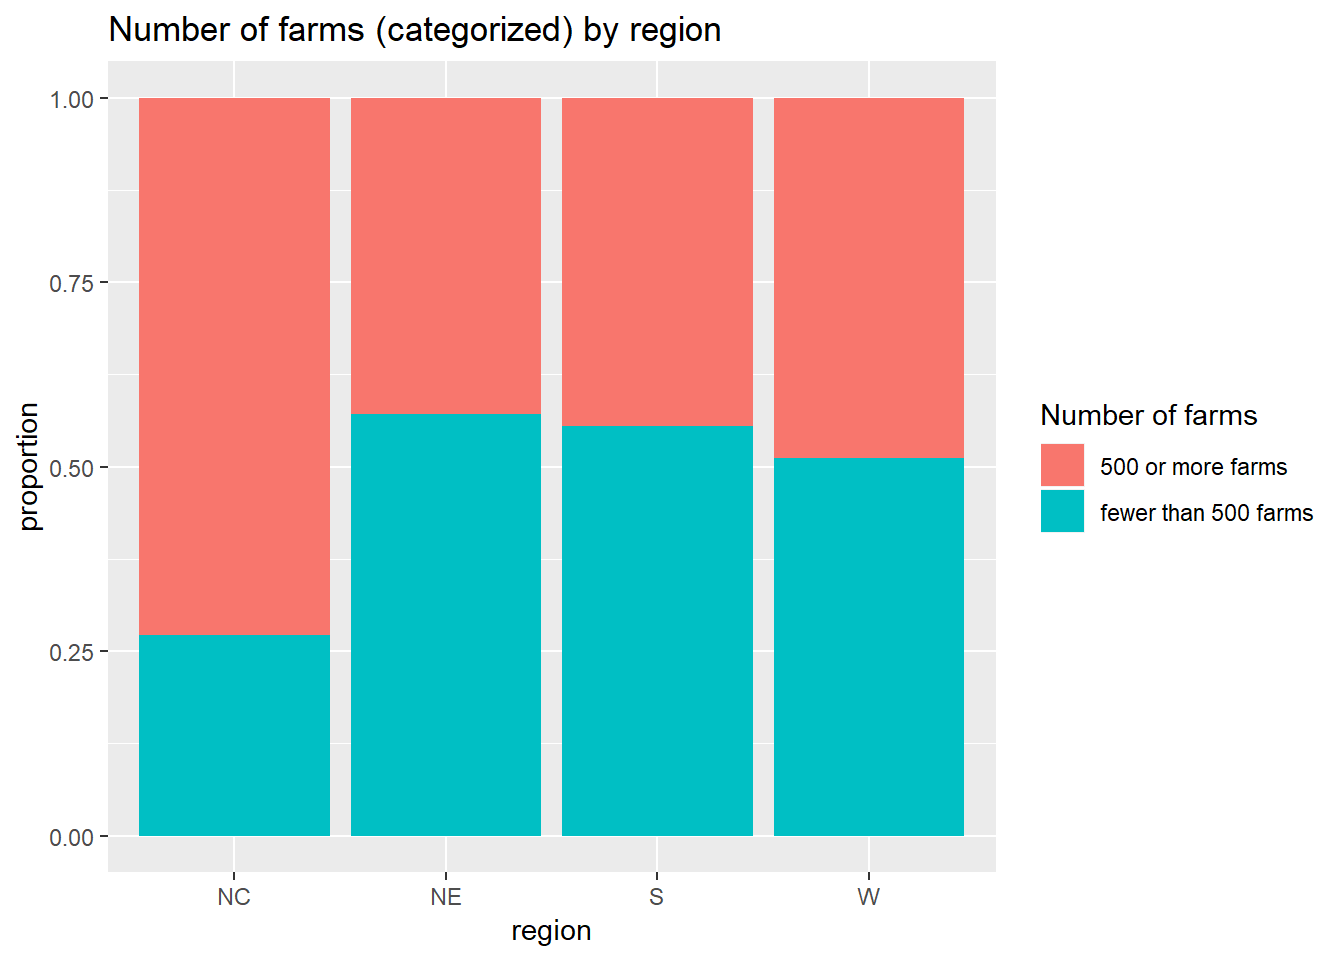 Number of farms (categorized) by region
1.00
0.75
0.50
0.25
0.00
proportion
NC NE S W
region
Number of farms
500 or more farms
fewer than 500 farms